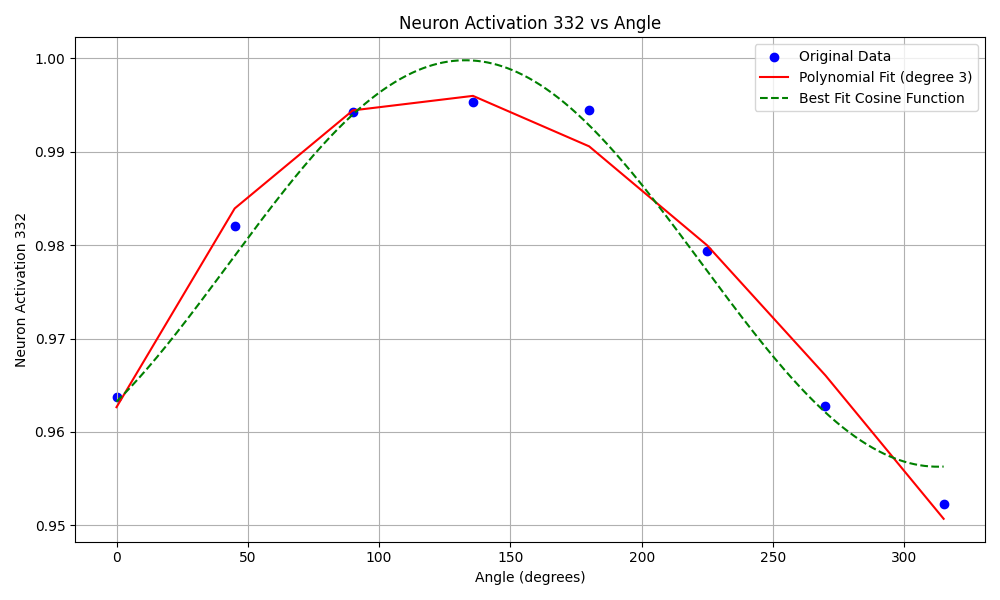 Neuron Activation 332 vs Angle
Original Data
Polynomial Fit (degree 3)
Best Fit Cosine Function
Neuron Activation 332
1.00
0.99
0.98
0.97
0.96
0.95
0
50
100
150
200
250
300
Angle (degrees)